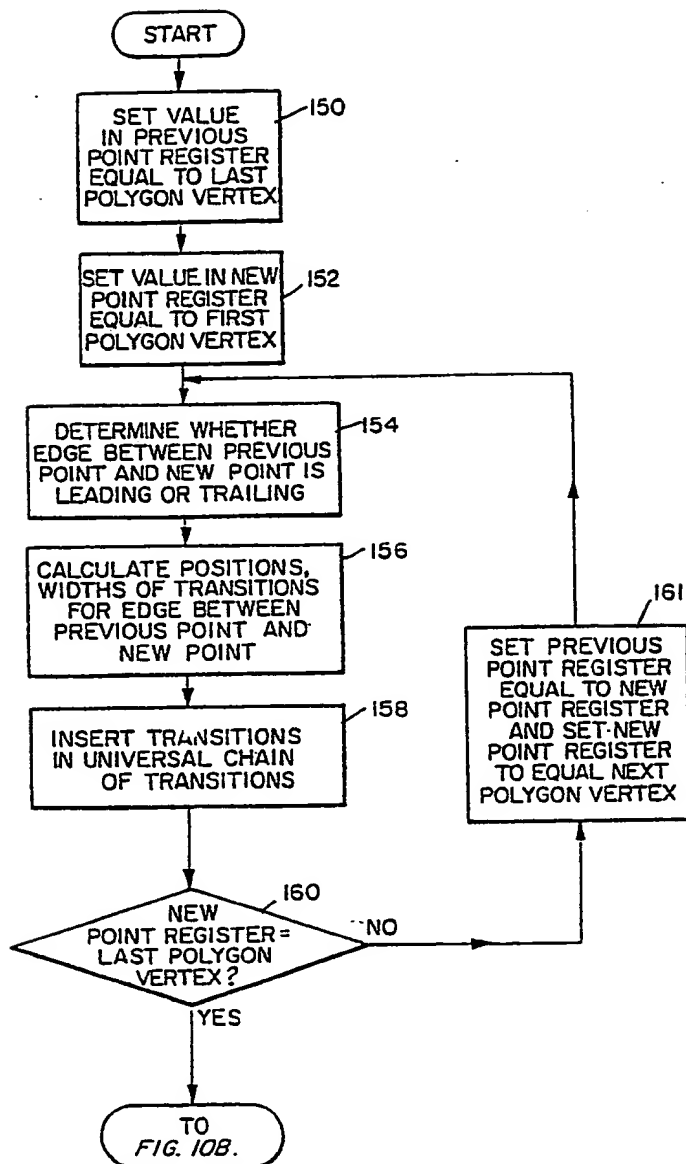 START
SET VALUE
IN PREVIOUS
POINT REGISTER
EQUAL TO LAST
POLYGON VERTEX
150
SET VALUE IN NEW
POINT REGISTER
EQUAL TO FIRST
POLYGON VERTEX
152
DETERMINE WHETHER
EDGE BETWEEN PREVIOUS
POINT AND NEW POINT IS
LEADING OR TRAILING
154
CALCULATE POSITIONS,
WIDTHS OF TRANSITIONS
FOR EDGE BETWEEN
PREVIOUS POINT AND
NEW POINT
156
INSERT TRANSITIONS
IN UNIVERSAL CHAIN
OF TRANSITIONS
158
NEW
POINT REGISTER =
LAST POLYGON
VERTEX?
160
NO
YES
161
SET PREVIOUS
POINT REGISTER
EQUAL TO NEW
POINT REGISTER
AND SET NEW
POINT REGISTER
TO EQUAL NEXT
POLYGON VERTEX
TO
FIG. 10B.